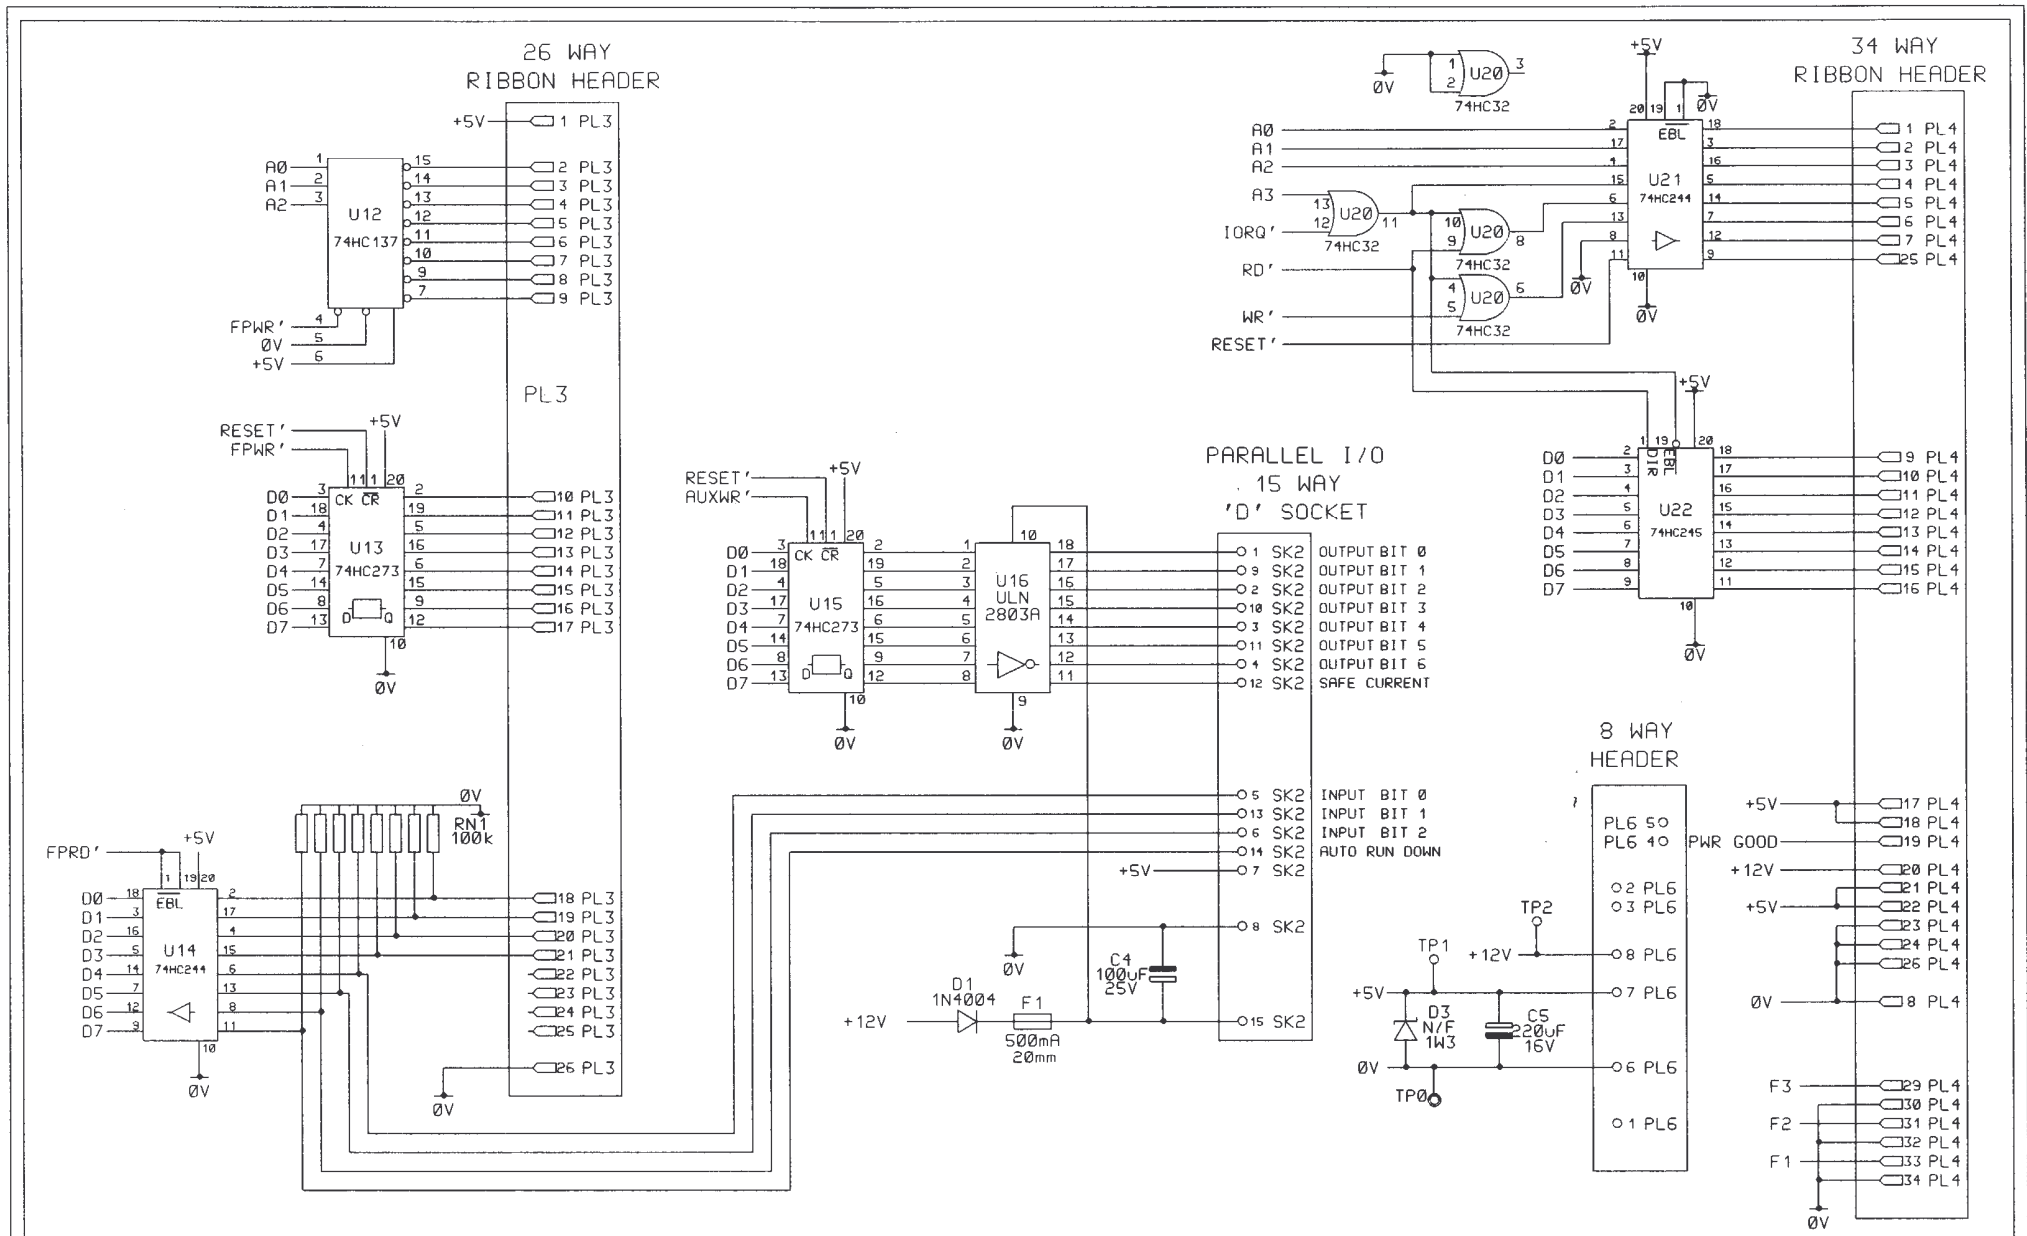 26 WAY
RIBBON HEADER
+5V 1 PL3
A0 1 15 2 PL3
A1 2 14 3 PL3
A2 3 13 4 PL3
U12
12 5 PL3
74HC137 11 6 PL3
10 7 PL3
9 8 PL3
7 9 PL3
FPWR' 4
0V 5
+5V 6
PL3
RESET' +5V
FPWR'
11 1 20
CK CR
D0 3 2 10 PL3
D1 18 19 11 PL3
D2 4 5 12 PL3
D3 17 U13 16 13 PL3
D4 7 74HC273 6 14 PL3
D5 14 15 15 PL3
D6 8 D Q 9 16 PL3
D7 13 12 17 PL3
10
0V
0V
RN1
100k
FPRD' +5V
1 19 20
EBL
D0 18 2 18 PL3
D1 3 17 19 PL3
D2 16 4 20 PL3
D3 5 U14 15 21 PL3
D4 14 74HC244 6 22 PL3
D5 7 13 23 PL3
D6 12 8 24 PL3
D7 9 11 25 PL3
10
0V
26 PL3
0V
RESET' +5V
AUXWR'
11 1 20
CK CR
D0 3 2 1
D1 18 19 2
D2 4 5 3
D3 17 U15 16 4
D4 7 74HC273 6 5
D5 14 15 6
D6 8 D Q 9 7
D7 13 12 8
10
0V
10
U16
ULN
2803A
9
0V
PARALLEL I/O
15 WAY
'D' SOCKET
18 1 SK2 OUTPUT BIT 0
17 9 SK2 OUTPUT BIT 1
16 2 SK2 OUTPUT BIT 2
15 10 SK2 OUTPUT BIT 3
14 3 SK2 OUTPUT BIT 4
13 11 SK2 OUTPUT BIT 5
12 4 SK2 OUTPUT BIT 6
11 12 SK2 SAFE CURRENT
5 SK2 INPUT BIT 0
13 SK2 INPUT BIT 1
6 SK2 INPUT BIT 2
14 SK2 AUTO RUN DOWN
+5V 7 SK2
8 SK2
0V
C4
100uF
25V
D1
1N4004
F1
500mA
20mm
+12V 15 SK2
0V
1
2
U20
3
74HC32
A0
A1
A2
A3 13
IORQ' 12
U20 11
74HC32
RD'
WR'
RESET'
10
9
U20 8
74HC32
4
5
U20 6
74HC32
0V
34 WAY
RIBBON HEADER
+5V
0V
20 19 1
EBL
2 18 1 PL4
17 3 2 PL4
4 16 3 PL4
15 U21 5 4 PL4
6 74HC244 14 5 PL4
13 7 6 PL4
8 12 7 PL4
11 9 25 PL4
10
0V
+5V
1 19 20
DIR EBL
D0 2 18 9 PL4
D1 3 17 10 PL4
D2 4 16 11 PL4
D3 5 U22 15 12 PL4
D4 6 74HC245 14 13 PL4
D5 7 13 14 PL4
D6 8 12 15 PL4
D7 9 11 16 PL4
10
0V
8 WAY
HEADER
PL6 5
PL6 4
2 PL6
3 PL6
TP2
+12V 8 PL6
TP1
+5V 7 PL6
D3
N/F
1W3
C5
220uF
16V
0V 6 PL6
TP0
1 PL6
+5V 17 PL4
18 PL4
PWR GOOD 19 PL4
+12V 20 PL4
21 PL4
+5V 22 PL4
23 PL4
24 PL4
26 PL4
0V 8 PL4
F3 29 PL4
30 PL4
F2 31 PL4
32 PL4
F1 33 PL4
34 PL4
0V